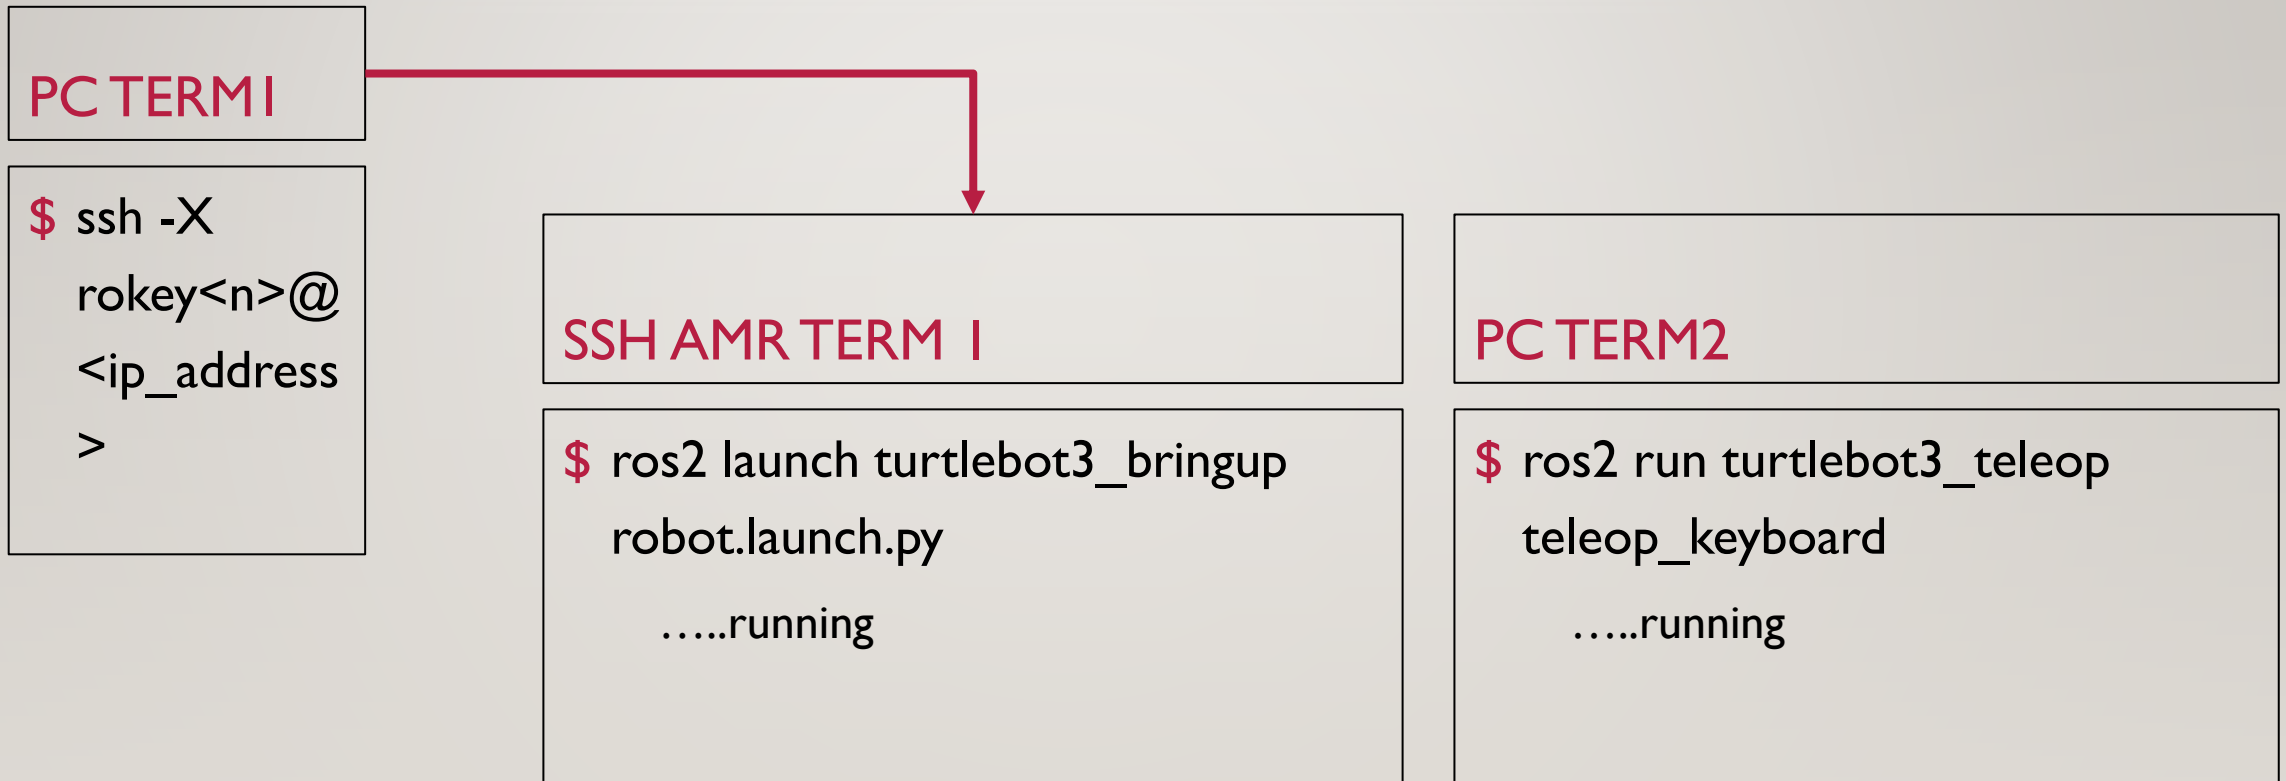 PC TERM1
$ ssh -X
rokey<n>@
<ip_address
>
SSH AMR TERM 1
$ ros2 launch turtlebot3_bringup
robot.launch.py
…..running
PC TERM2
$ ros2 run turtlebot3_teleop
teleop_keyboard
…..running